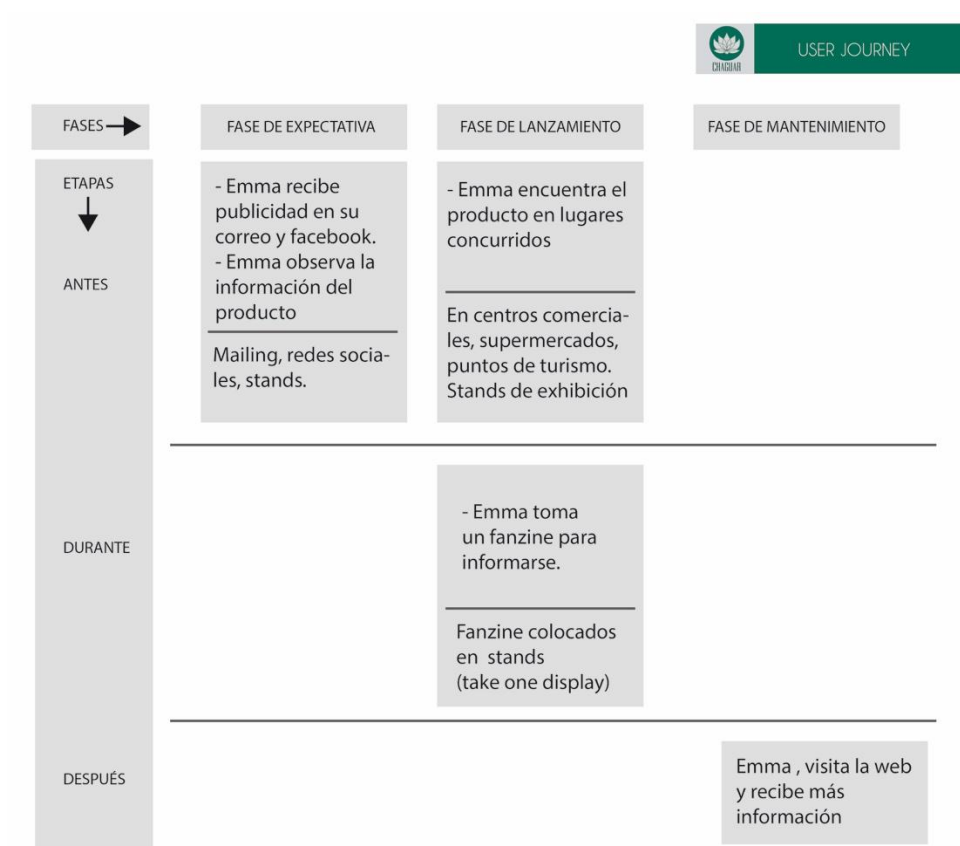 CHAGUAR
USER JOURNEY
FASES
FASE DE EXPECTATIVA
FASE DE LANZAMIENTO
FASE DE MANTENIMIENTO
ETAPAS
ANTES
- Emma recibe
publicidad en su
correo y facebook.
- Emma observa la
información del
producto
Mailing, redes socia-
les, stands.
- Emma encuentra el
producto en lugares
concurridos
En centros comercia-
les, supermercados,
puntos de turismo.
Stands de exhibición
DURANTE
- Emma toma
un fanzine para
informarse.
Fanzine colocados
en stands
(take one display)
DESPUÉS
Emma , visita la web
y recibe más
información